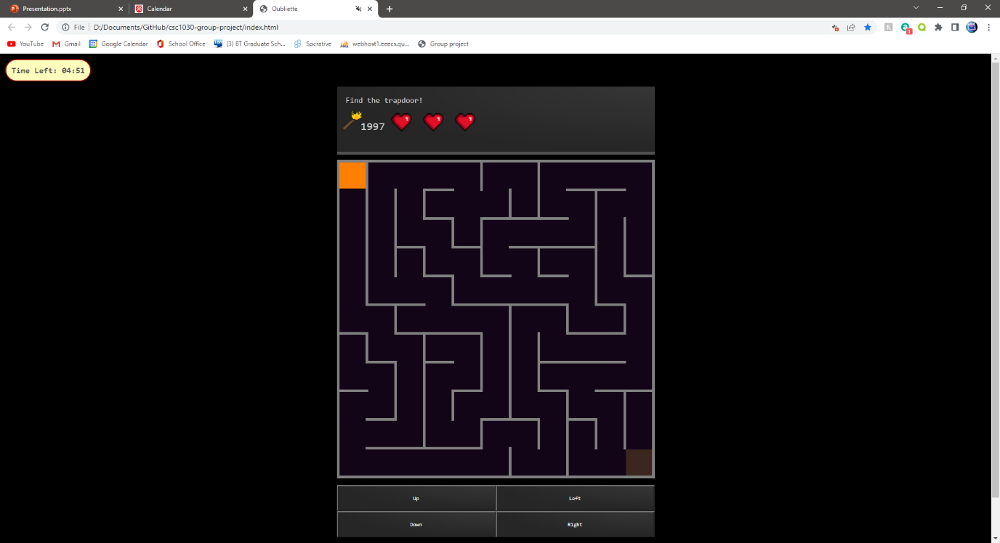 Presentation.pptx
Calendar
Oubliette
File
D:/Documents/GitHub/csc1030-group-project/index.html
YouTube
Gmail
Google Calendar
School Office
(3) BT Graduate Sch...
Socrative
webhost1.eeecs.qu...
Group project
Time Left: 04:51
Find the trapdoor!
1997
Up
Left
Down
Right